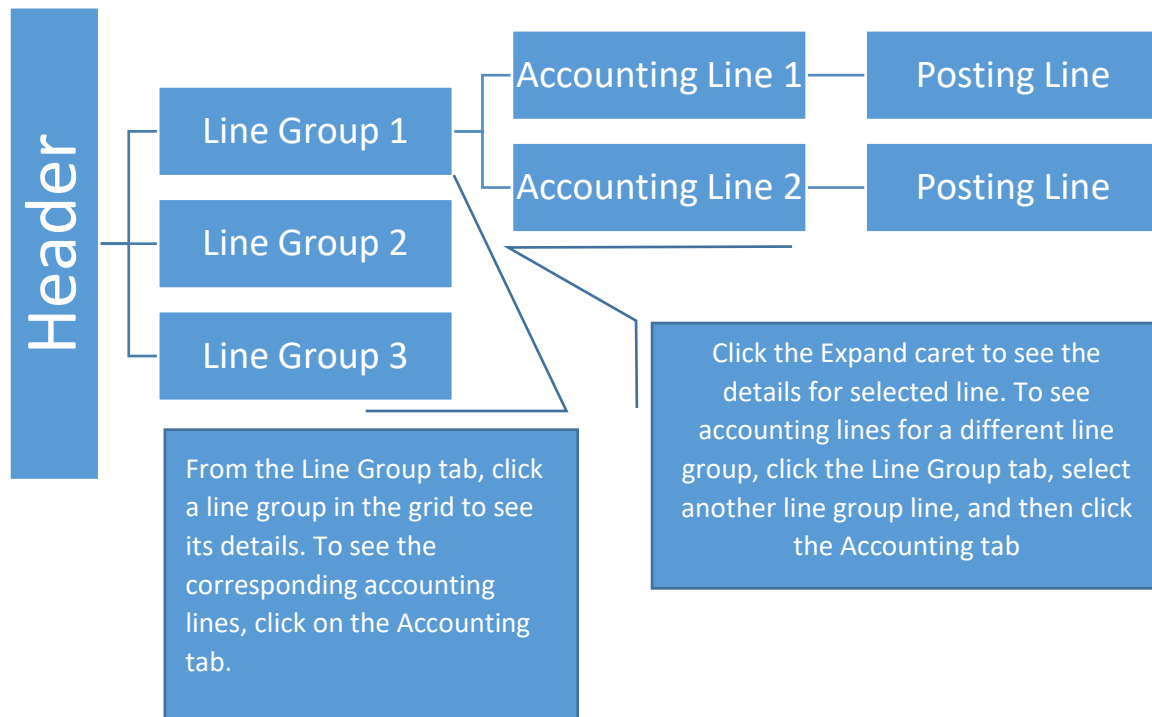 Header
Line Group 1
Line Group 2
Line Group 3
Accounting Line 1
Posting Line
Accounting Line 2
Posting Line
From the Line Group tab, click
a line group in the grid to see
its details. To see the
corresponding accounting
lines, click on the Accounting
tab.
Click the Expand caret to see the
details for selected line. To see
accounting lines for a different line
group, click the Line Group tab, select
another line group line, and then click
the Accounting tab